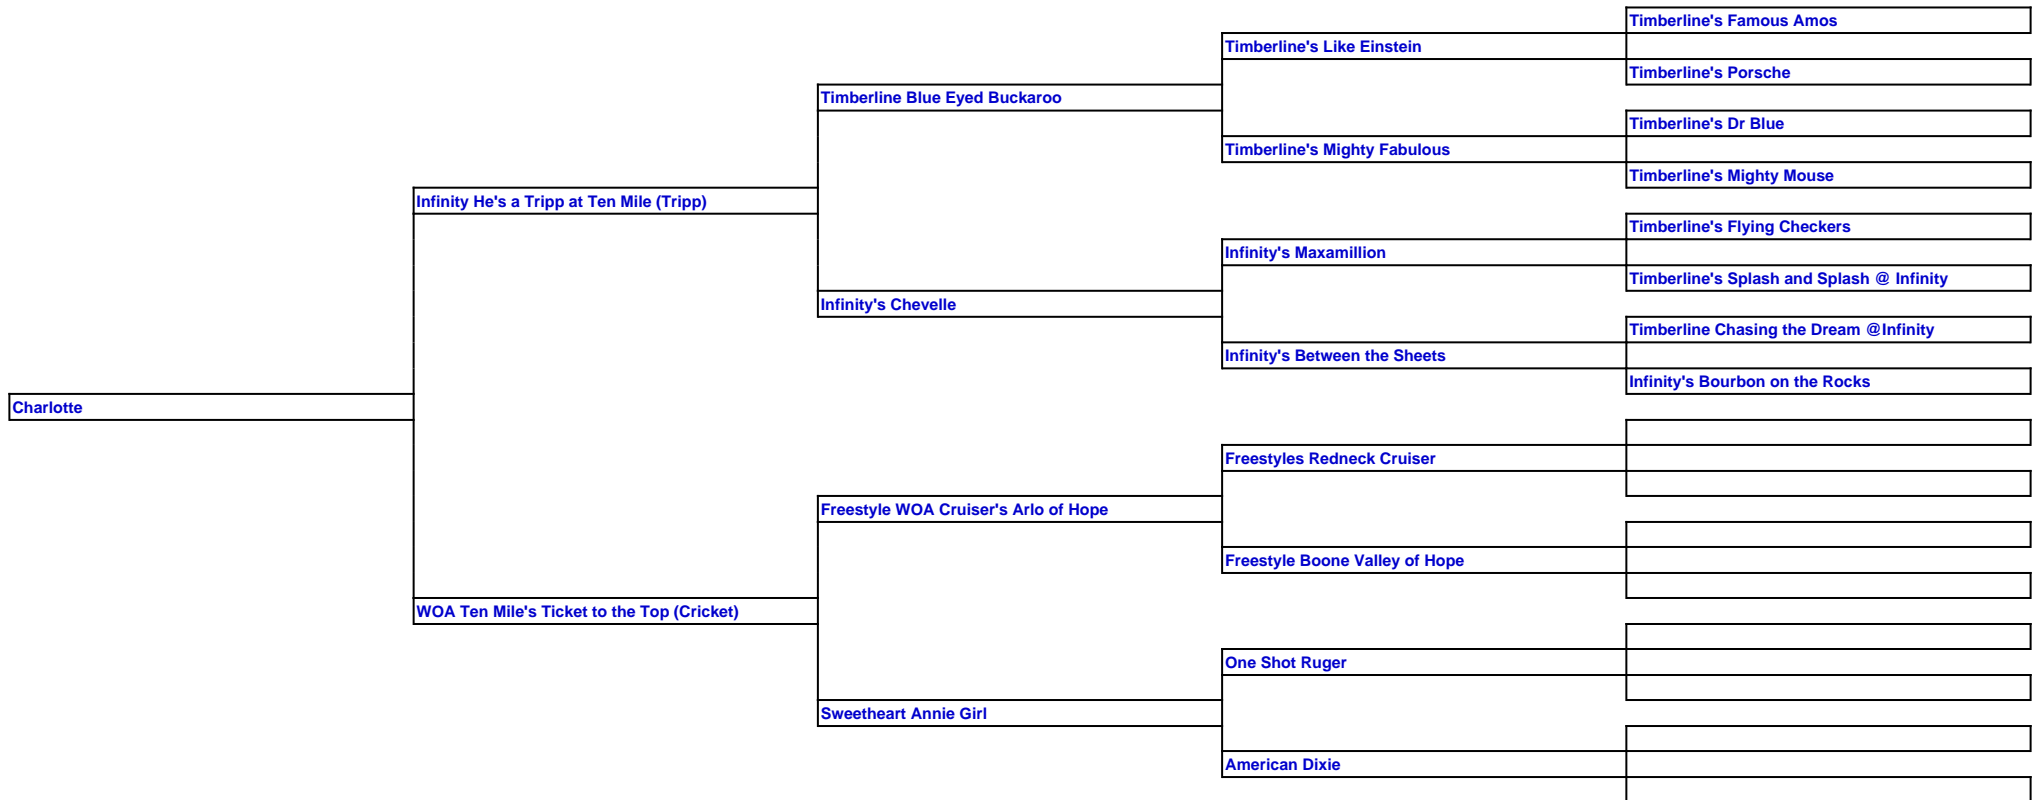 Timberline's Famous Amos
Timberline's Like Einstein
Timberline's Porsche
Timberline Blue Eyed Buckaroo
Timberline's Dr Blue
Timberline's Mighty Fabulous
Timberline's Mighty Mouse
Infinity He's a Tripp at Ten Mile (Tripp)
Timberline's Flying Checkers
Infinity's Maxamillion
Timberline's Splash and Splash @ Infinity
Infinity's Chevelle
Timberline Chasing the Dream @Infinity
Infinity's Between the Sheets
Infinity's Bourbon on the Rocks
Charlotte
Freestyles Redneck Cruiser
Freestyle WOA Cruiser's Arlo of Hope
Freestyle Boone Valley of Hope
WOA Ten Mile's Ticket to the Top (Cricket)
One Shot Ruger
Sweetheart Annie Girl
American Dixie